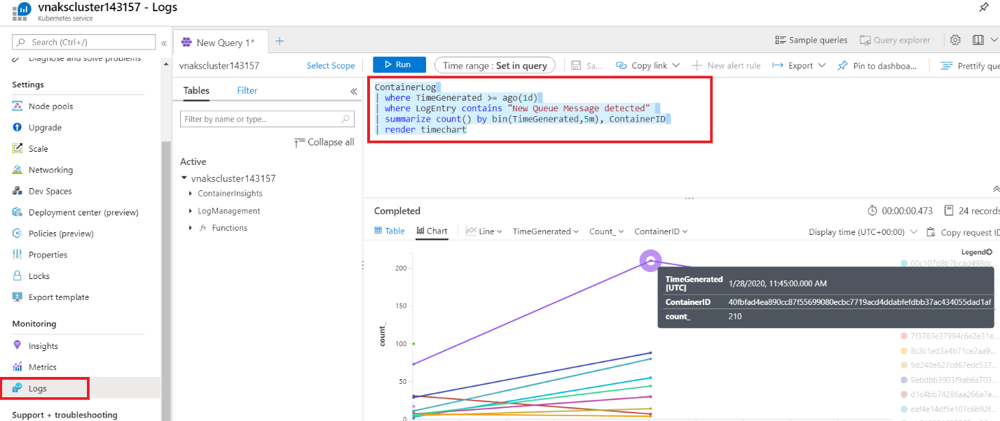 vnakscluster143157 - Logs
Kubernetes service
Search (Ctrl+/)
«
Diagnose and solve problems
Settings
Node pools
Upgrade
Scale
Networking
Dev Spaces
Deployment center (preview)
Policies (preview)
Properties
Locks
Export template
Monitoring
Insights
Metrics
Logs
Support + troubleshooting
New Query 1*
+
Sample queries
Query explorer
vnakscluster143157
Select Scope
Run
Time range : Set in query
Sa...
Copy link
New alert rule
Export
Pin to dashboa...
Prettify que
Tables
Filter
«
Filter by name or type...
Collapse all
Active
vnakscluster143157
ContainerInsights
LogManagement
fx Functions
ContainerLog
| where TimeGenerated >= ago(1d)
| where LogEntry contains "New Queue Message detected"
| summarize count() by bin(TimeGenerated,5m), ContainerID
| render timechart
Completed
00:00:00.473
24 records
Table
Chart
Line
TimeGenerated
Count_
ContainerID
Display time (UTC+00:00)
Copy request ID
Legend
200
150
100
50
0
count_
TimeGenerated [UTC] 1/28/2020, 11:45:00.000 AM
ContainerID 40fbfad4ea890cc87f55699080ecbc7719acd4ddabfefdbb37ac434055dad1af
count_ 210
00c107d8b7bcad498dc...
7f3783e37994c6e2e31e...
8c3c1ed3a4b71ce2aa9...
9d240e627cd67edc537...
9ebdbb3903f9ab6a703...
d1c4bb74286aa266a7e...
eaf4e14df5e107c6b92f...